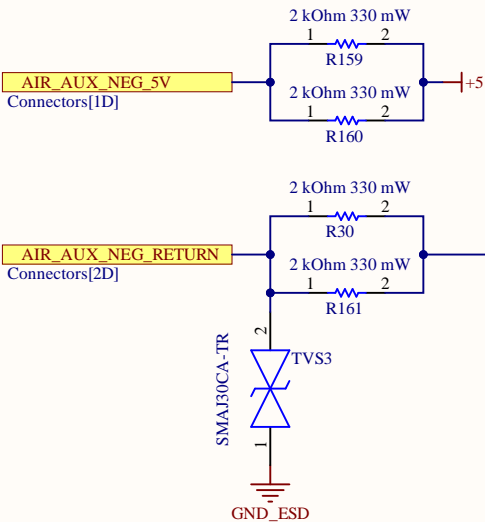 2 kOhm 330 mW
1 2
R159
AIR_AUX_NEG_5V
+5
Connectors[1D]
2 kOhm 330 mW
1 2
R160
2 kOhm 330 mW
1 2
R30
AIR_AUX_NEG_RETURN
Connectors[2D]
2 kOhm 330 mW
1 2
R161
2
TVS3
SMAJ30CA-TR
1
GND_ESD